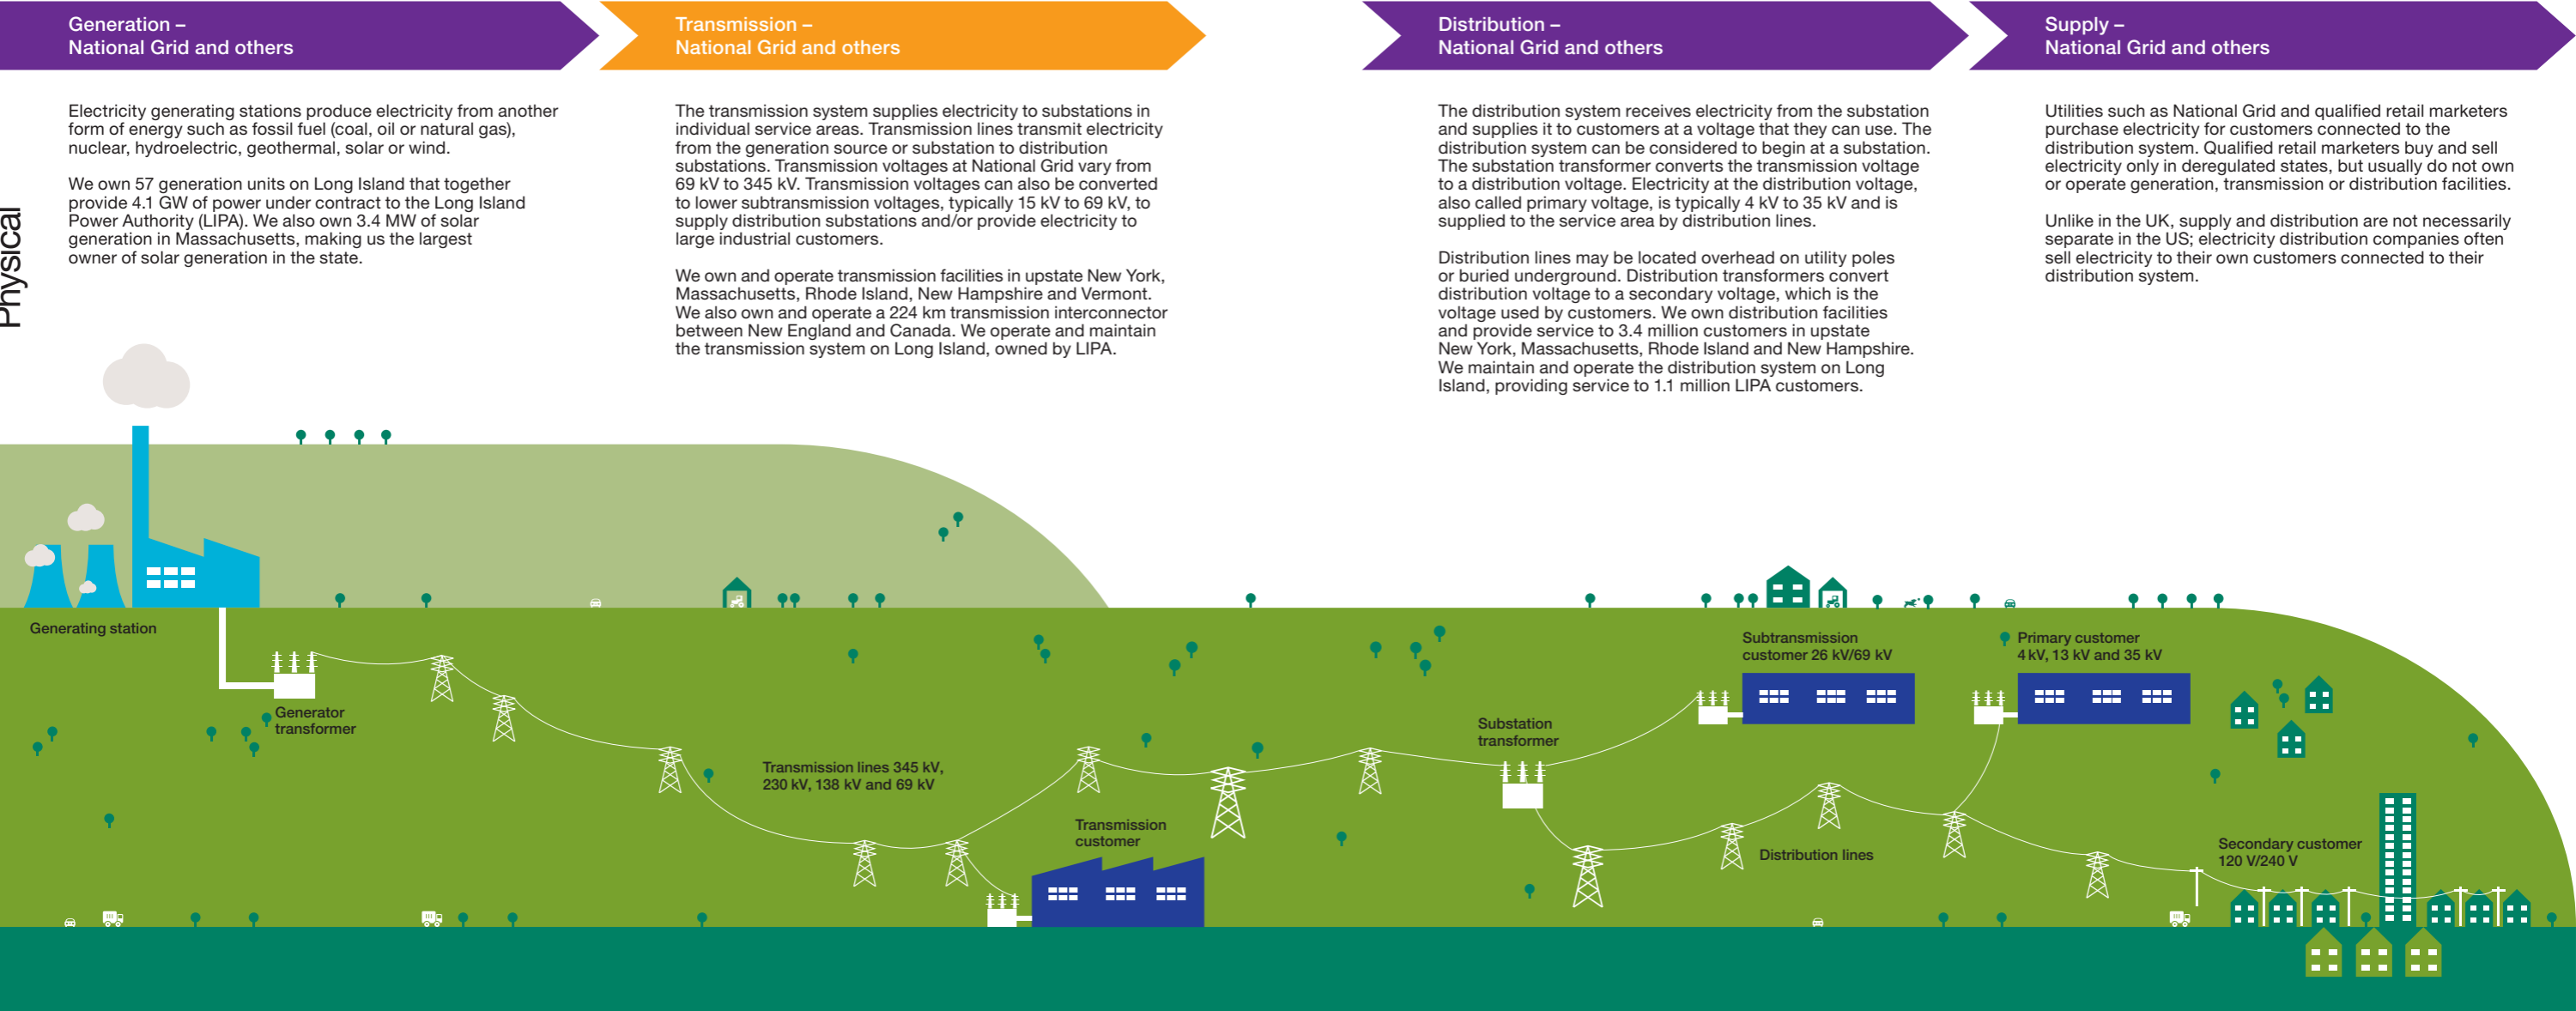 Generation –
National Grid and others
Transmission –
National Grid and others
Distribution –
National Grid and others
Supply –
National Grid and others
Physical
Electricity generating stations produce electricity from another
form of energy such as fossil fuel (coal, oil or natural gas),
nuclear, hydroelectric, geothermal, solar or wind.
We own 57 generation units on Long Island that together
provide 4.1 GW of power under contract to the Long Island
Power Authority (LIPA). We also own 3.4 MW of solar
generation in Massachusetts, making us the largest
owner of solar generation in the state.
The transmission system supplies electricity to substations in
individual service areas. Transmission lines transmit electricity
from the generation source or substation to distribution
substations. Transmission voltages at National Grid vary from
69 kV to 345 kV. Transmission voltages can also be converted
to lower subtransmission voltages, typically 15 kV to 69 kV, to
supply distribution substations and/or provide electricity to
large industrial customers.
We own and operate transmission facilities in upstate New York,
Massachusetts, Rhode Island, New Hampshire and Vermont.
We also own and operate a 224 km transmission interconnector
between New England and Canada. We operate and maintain
the transmission system on Long Island, owned by LIPA.
The distribution system receives electricity from the substation
and supplies it to customers at a voltage that they can use. The
distribution system can be considered to begin at a substation.
The substation transformer converts the transmission voltage
to a distribution voltage. Electricity at the distribution voltage,
also called primary voltage, is typically 4 kV to 35 kV and is
supplied to the service area by distribution lines.
Distribution lines may be located overhead on utility poles
or buried underground. Distribution transformers convert
distribution voltage to a secondary voltage, which is the
voltage used by customers. We own distribution facilities
and provide service to 3.4 million customers in upstate
New York, Massachusetts, Rhode Island and New Hampshire.
We maintain and operate the distribution system on Long
Island, providing service to 1.1 million LIPA customers.
Utilities such as National Grid and qualified retail marketers
purchase electricity for customers connected to the
distribution system. Qualified retail marketers buy and sell
electricity only in deregulated states, but usually do not own
or operate generation, transmission or distribution facilities.
Unlike in the UK, supply and distribution are not necessarily
separate in the US; electricity distribution companies often
sell electricity to their own customers connected to their
distribution system.
Generating station
Generator
transformer
Transmission lines 345 kV,
230 kV, 138 kV and 69 kV
Transmission
customer
Substation
transformer
Subtransmission
customer 26 kV/69 kV
Primary customer
4 kV, 13 kV and 35 kV
Distribution lines
Secondary customer
120 V/240 V